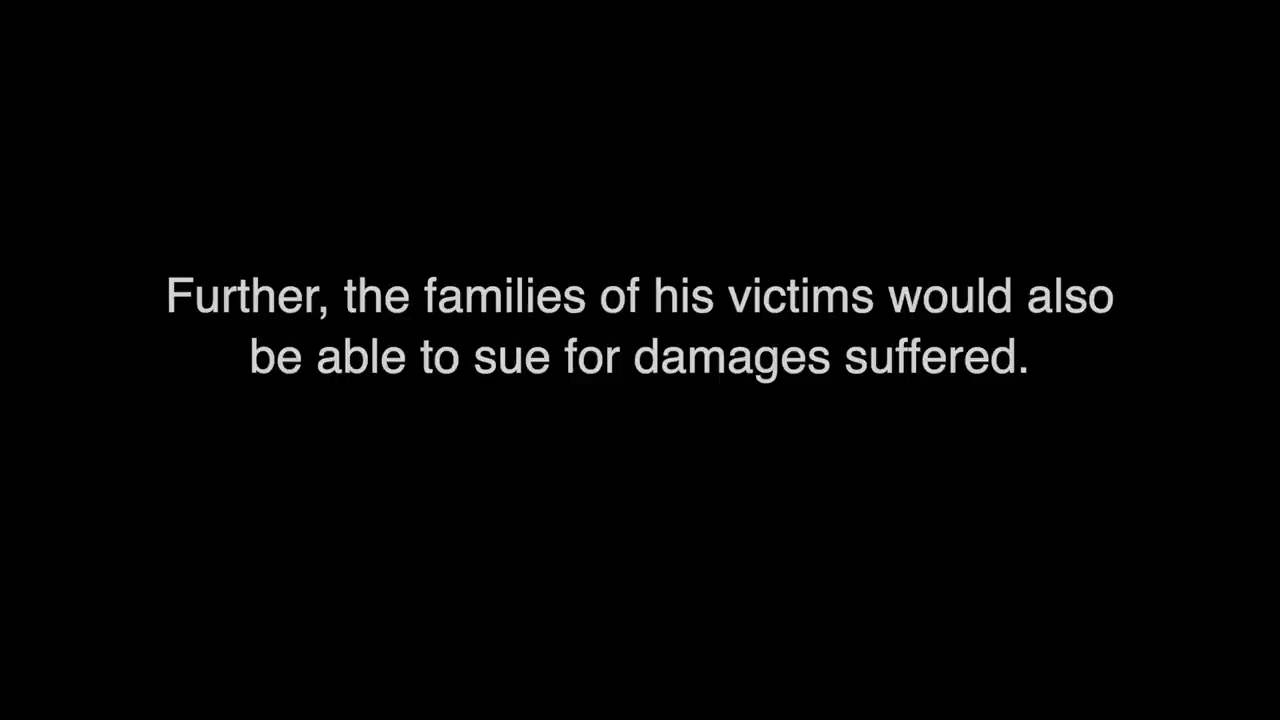 Further, the families of his victims would also
be able to sue for damages suffered.